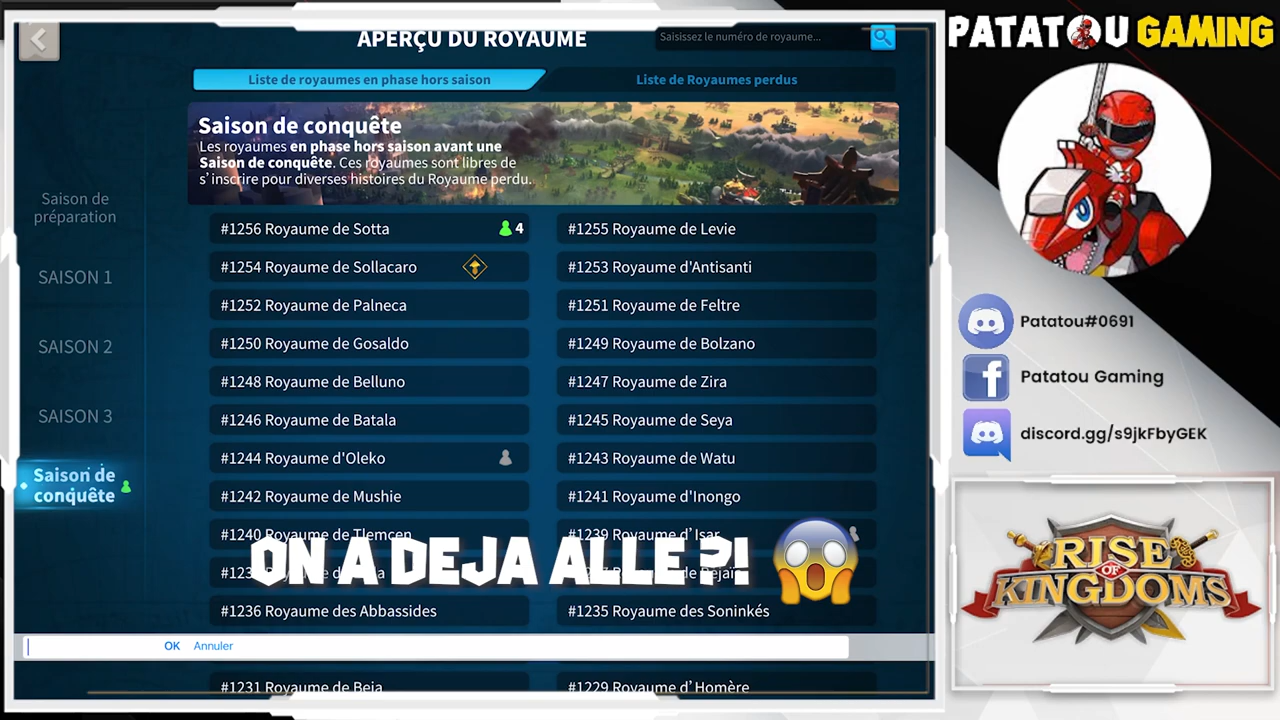 APERÇU DU ROYAUME
Saisissez le numéro de royaume...
Liste de royaumes en phase hors saison
Liste de Royaumes perdus
Saison de conquête
Les royaumes en phase hors saison avant une
Saison de conquête. Ces royaumes sont libres de
s'inscrire pour diverses histoires du Royaume perdu.
Saison de
préparation
SAISON 1
SAISON 2
SAISON 3
Saison de
conquête
#1256 Royaume de Sotta 4
#1255 Royaume de Levie
#1254 Royaume de Sollacaro
#1253 Royaume d'Antisanti
#1252 Royaume de Palneca
#1251 Royaume de Feltre
#1250 Royaume de Gosaldo
#1249 Royaume de Bolzano
#1248 Royaume de Belluno
#1247 Royaume de Zira
#1246 Royaume de Batala
#1245 Royaume de Seya
#1244 Royaume d'Oleko
#1243 Royaume de Watu
#1242 Royaume de Mushie
#1241 Royaume d'Inongo
#1240 Royaume de Tlemcen
#1239 Royaume d'Isar
ON A DEJA ALLE ?!
#1236 Royaume des Abbassides
#1235 Royaume des Soninkés
OK Annuler
#1231 Royaume de Beja
#1229 Royaume d'Homère
PATATOU GAMING
Patatou#0691
Patatou Gaming
discord.gg/s9jkFbyGEK
RISE
OF
KINGDOMS